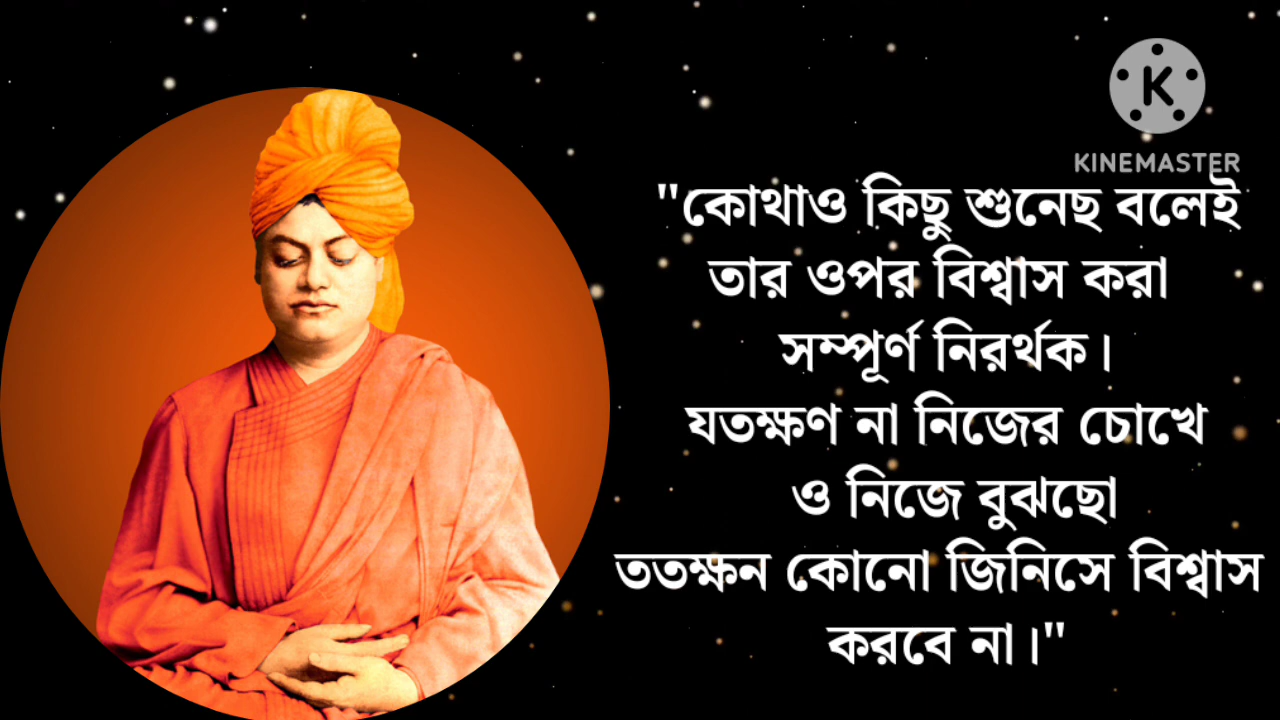 KINEMASTER
"কোথাও কিছু শুনেছ বলেই
তার ওপর বিশ্বাস করা
সম্পূর্ণ নিরর্থক।
যতক্ষণ না নিজের চোখে
ও নিজে বুঝছো
ততক্ষন কোনো জিনিসে বিশ্বাস
করবে না।"